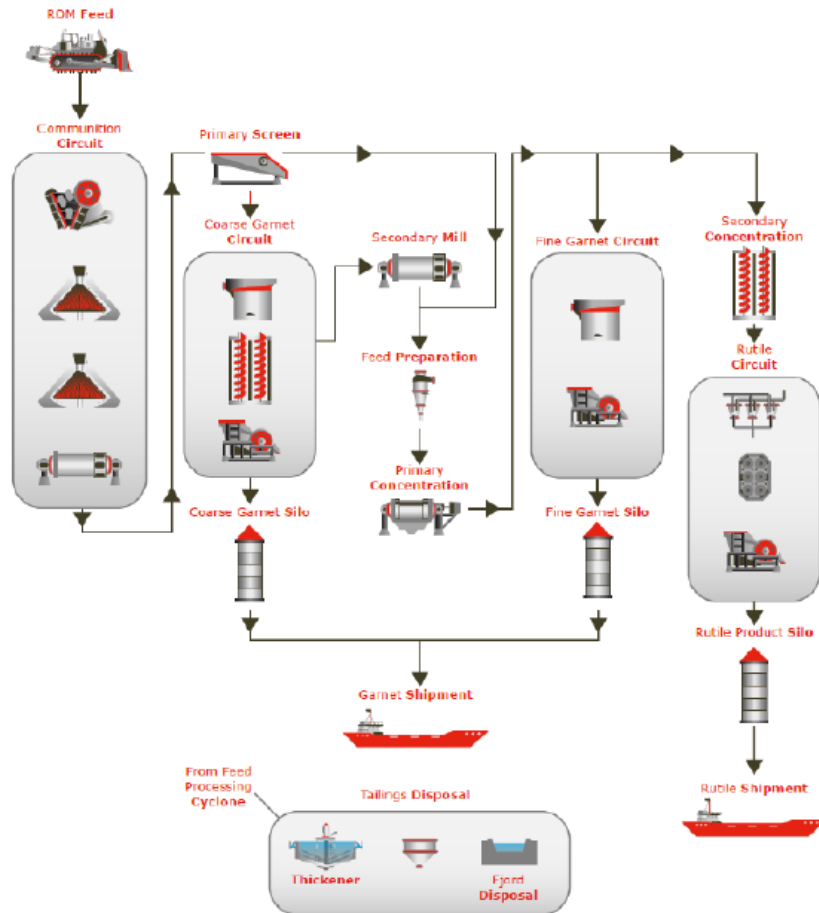 ROM Feed
Communition
Circuit
Primary Screen
Coarse Garnet
Circuit
Secondary Mill
Fine Garnet Circuit
Secondary
Concentration
Feed Preparation
Rutile
Circuit
Primary
Concentration
Coarse Garnet Silo
Fine Garnet Silo
Rutile Product Silo
Garnet Shipment
From Feed
Processing
Cyclone
Tailings Disposal
Rutile Shipment
Thickener
Fjord
Disposal